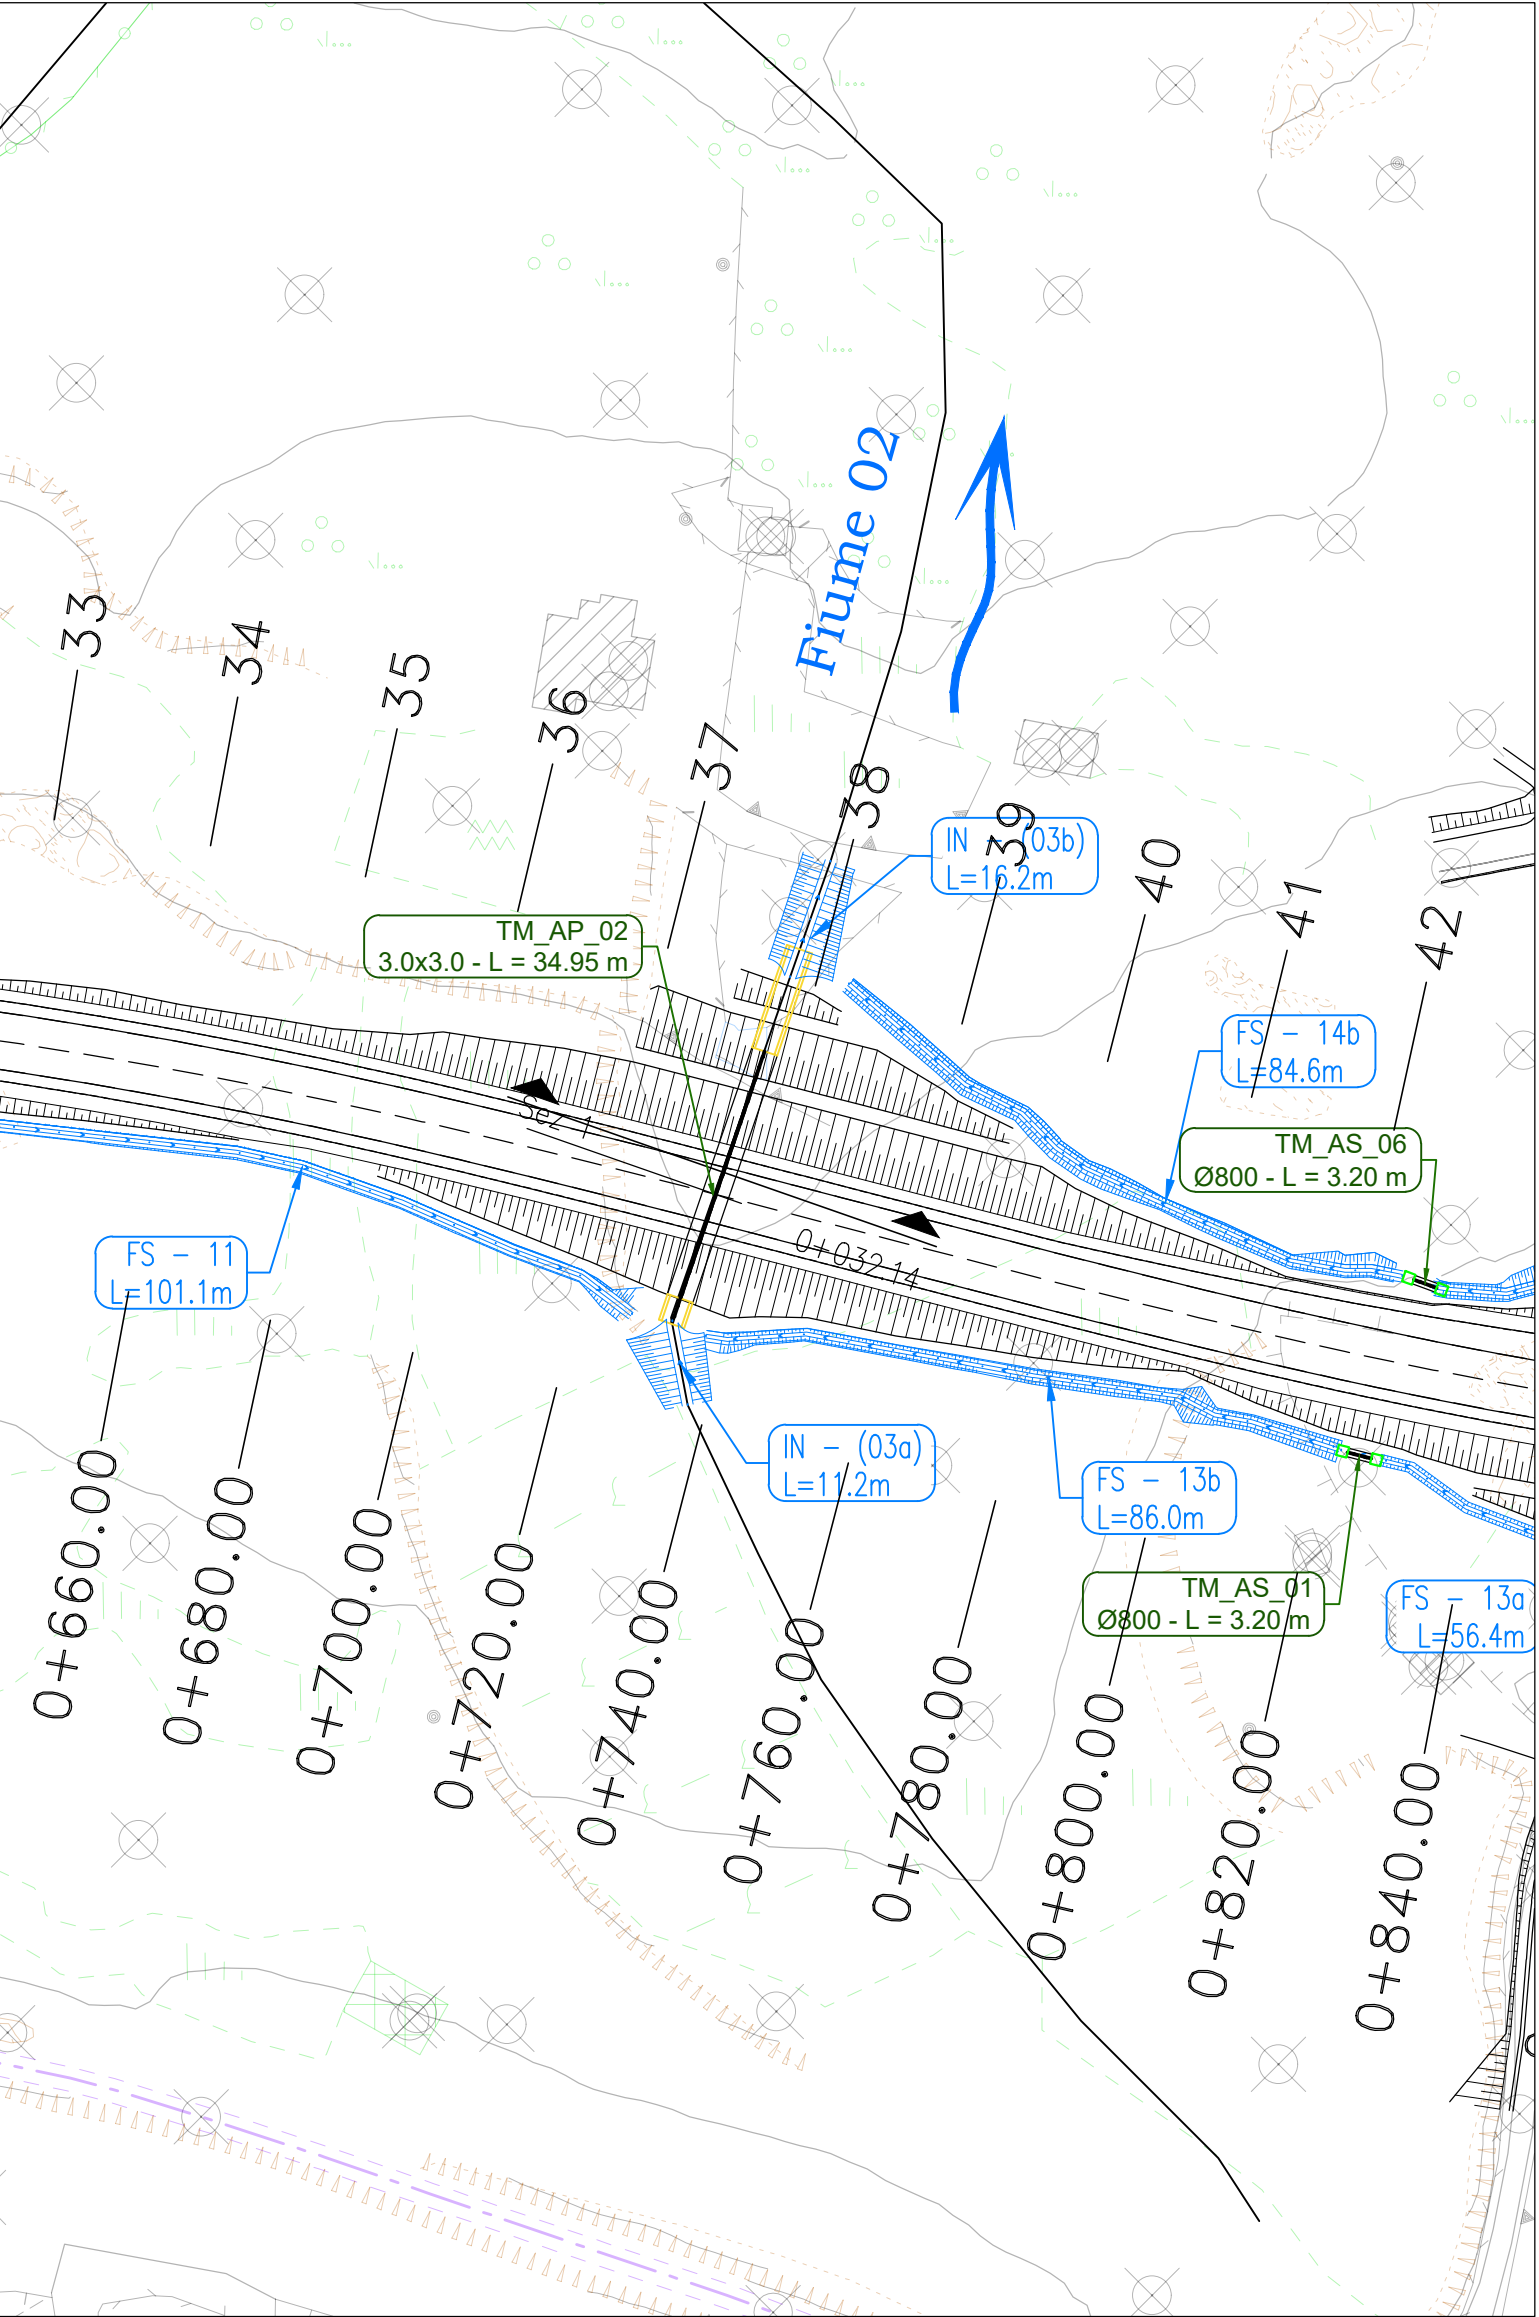 Fiume 02
33
34
35
36
37
38
39
40
41
42
IN - (03b)
L=16.2m
TM_AP_02
3.0x3.0 - L = 34.95 m
FS - 14b
L=84.6m
Sez 1
TM_AS_06
Ø800 - L = 3.20 m
0+032.14
FS - 11
L=101.1m
IN - (03a)
L=11.2m
FS - 13b
L=86.0m
TM_AS_01
Ø800 - L = 3.20 m
FS - 13a
L=56.4m
0+660.00
0+680.00
0+700.00
0+720.00
0+740.00
0+760.00
0+780.00
0+800.00
0+820.00
0+840.00